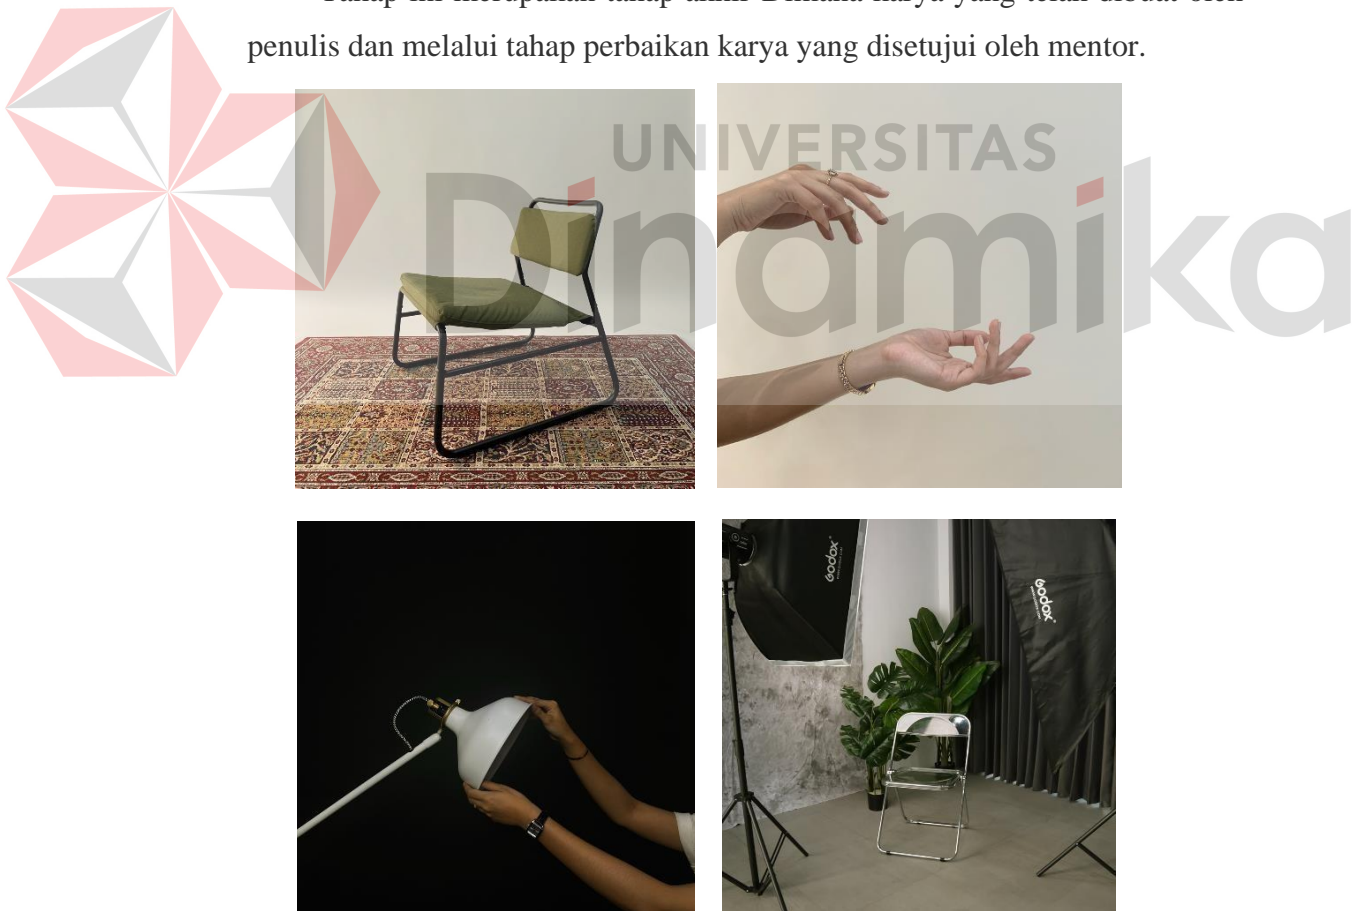 Tahap ini merupakan tahap akhir Dimana karya yang telah dibuat oleh
penulis dan melalui tahap perbaikan karya yang disetujui oleh mentor.
UNIVERSITAS
Dinamika
Godox
Godox